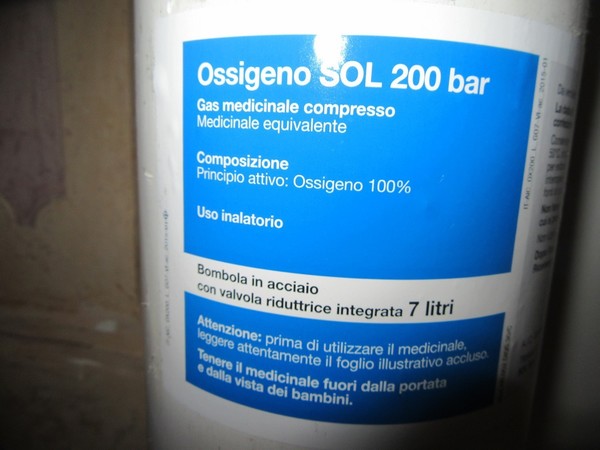 Ossigeno SOL 200 bar
Gas medicinale compresso
Medicinale equivalente
Composizione
Principio attivo: Ossigeno 100%
Uso inalatorio
Bombola in acciaio
con valvola riduttrice integrata 7 litri
Attenzione: prima di utilizzare il medicinale,
leggere attentamente il foglio illustrativo accluso.
Tenere il medicinale fuori dalla portata
e dalla vista dei bambini.